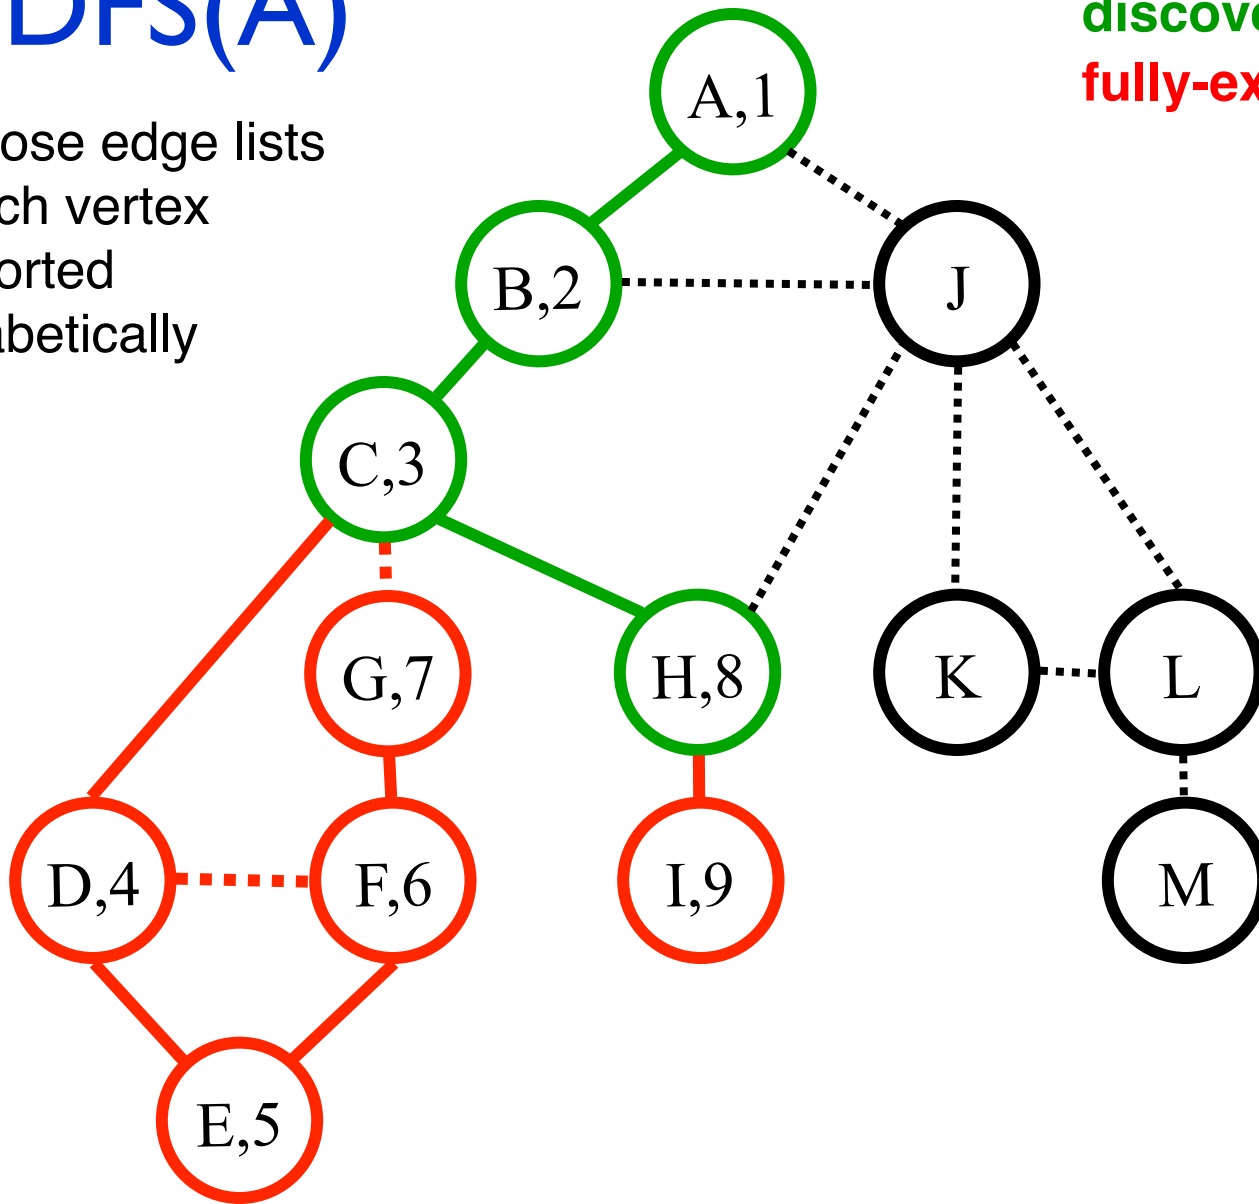 DFS(A)
discove
fully-ex
ose edge lists
ch vertex
orted
abetically
A,1
B,2
J
C,3
G,7
H,8
K
L
D,4
F,6
I,9
M
E,5